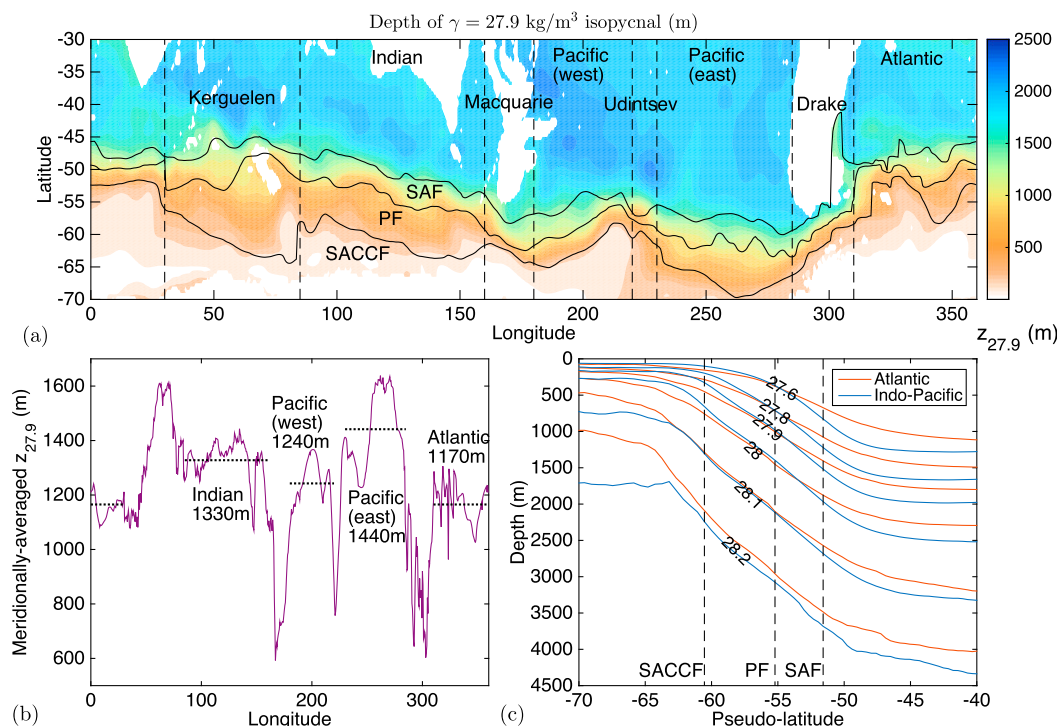 Depth of γ = 27.9 kg/m³ isopycnal (m)
-30
-35
-40
-45
-50
-55
-60
-65
-70
Latitude
Kerguelen
Indian
Macquarie
Pacific
(west)
Udintsev
Pacific
(east)
Drake
Atlantic
SAF
PF
SACCF
0 50 100 150 200 250 300 350
Longitude
2500
2000
1500
1000
500
z27.9 (m)
(a)
1600
1400
1200
1000
800
600
Meridionally-averaged z27.9 (m)
Indian
1330m
Pacific
(west)
1240m
Pacific
(east)
1440m
Atlantic
1170m
0 100 200 300
Longitude
(b)
0
500
1000
1500
2000
2500
3000
3500
4000
4500
Depth (m)
27.6
27.8
27.9
28
28.1
28.2
Atlantic
Indo-Pacific
SACCF
PF
SAF
-70 -65 -60 -55 -50 -45 -40
Pseudo-latitude
(c)